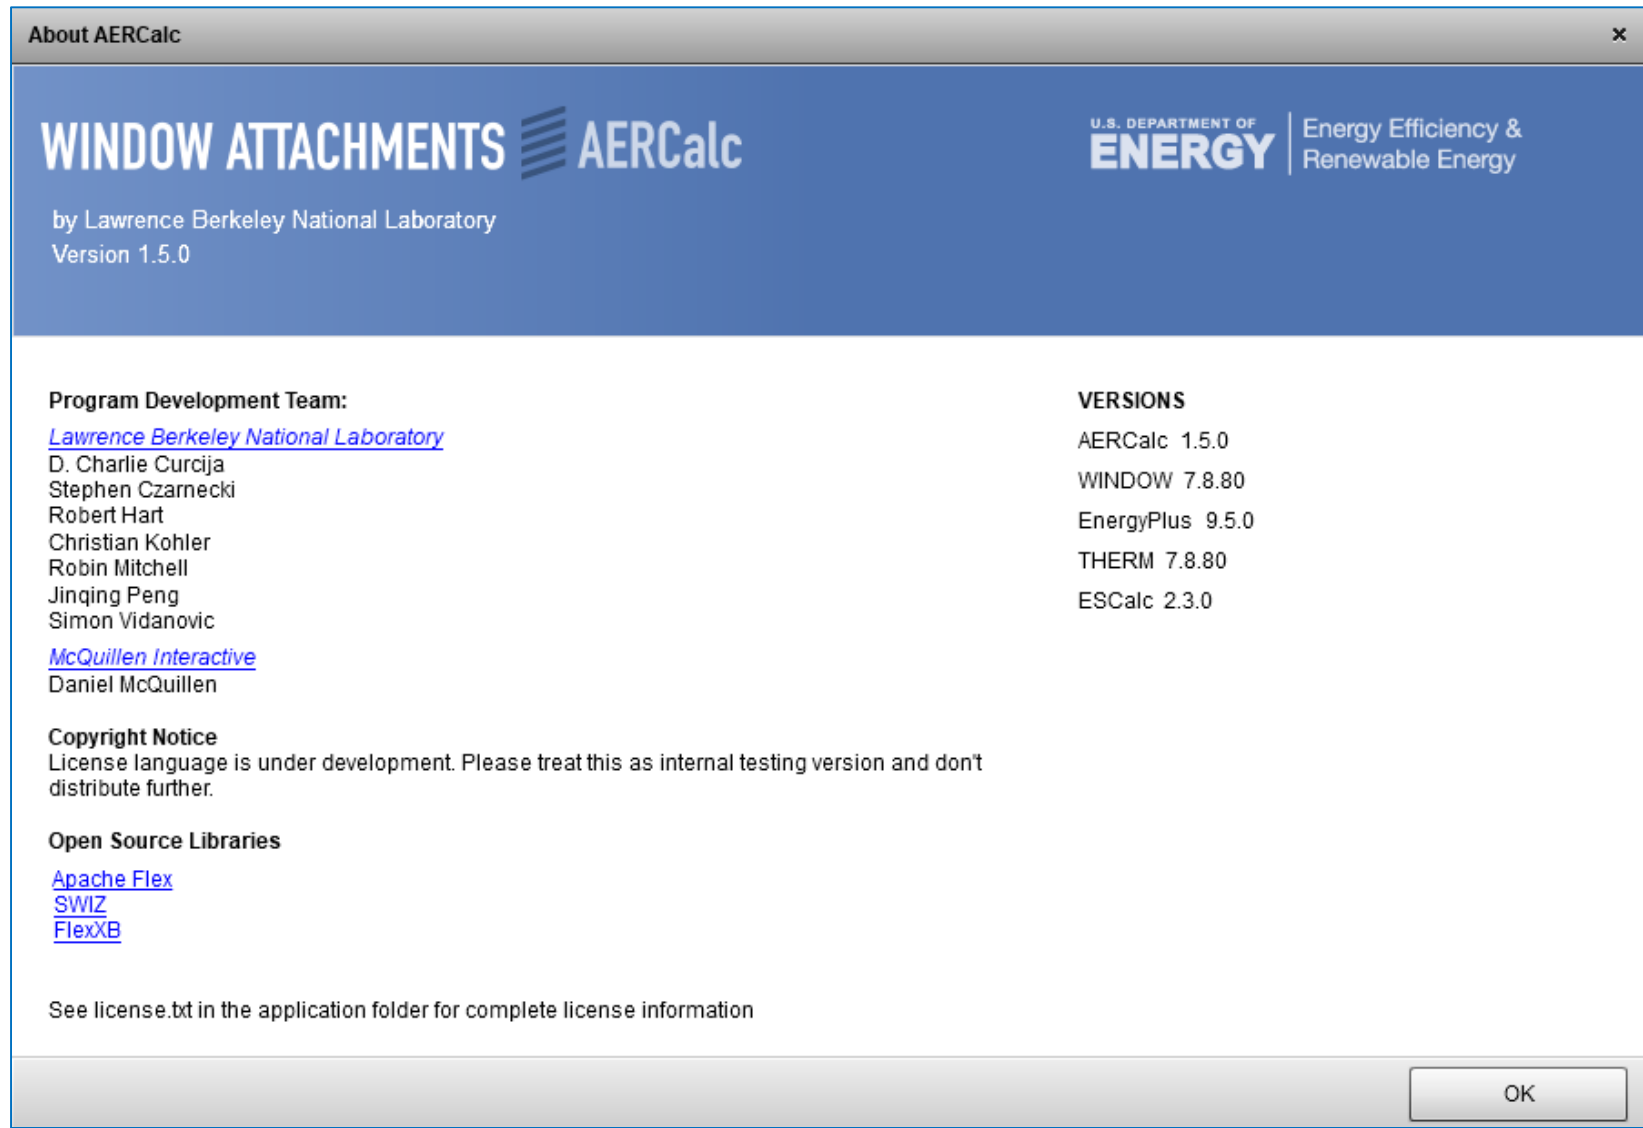 About AERCalc
WINDOW ATTACHMENTS AERCalc
by Lawrence Berkeley National Laboratory
Version 1.5.0
U.S. DEPARTMENT OF
ENERGY
Energy Efficiency &
Renewable Energy
Program Development Team:
Lawrence Berkeley National Laboratory
D. Charlie Curcija
Stephen Czarnecki
Robert Hart
Christian Kohler
Robin Mitchell
Jinqing Peng
Simon Vidanovic
McQuillen Interactive
Daniel McQuillen
Copyright Notice
License language is under development. Please treat this as internal testing version and don't
distribute further.
Open Source Libraries
Apache Flex
SWIZ
FlexXB
See license.txt in the application folder for complete license information
VERSIONS
AERCalc 1.5.0
WINDOW 7.8.80
EnergyPlus 9.5.0
THERM 7.8.80
ESCalc 2.3.0
OK